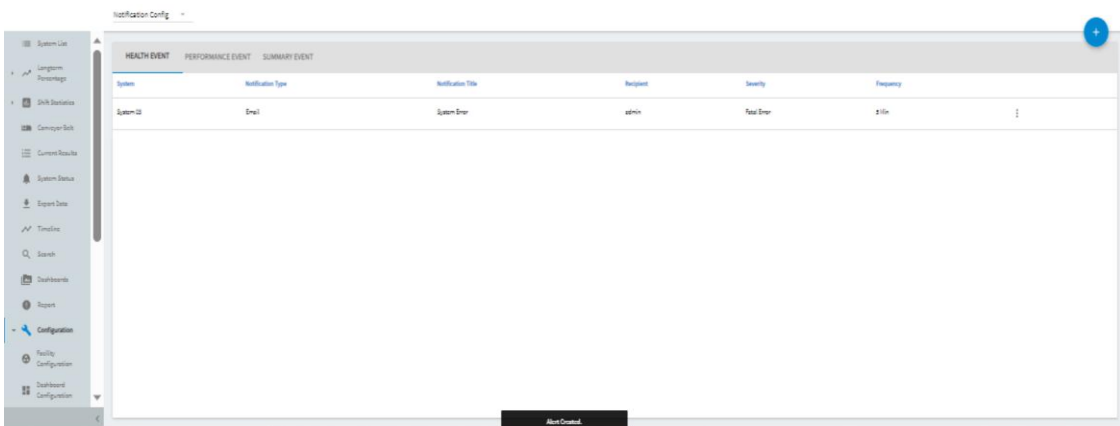 Notification Config
System List
Longterm
Percentage
Shift Statistics
Conveyor Belt
Current Results
System Status
Export Data
Timeline
Search
Dashboards
Report
Configuration
Facility
Configuration
Dashboard
Configuration
HEALTH EVENT PERFORMANCE EVENT SUMMARY EVENT
System Notification Type Notification Title Recipient Severity Frequency
Email System Error admin Fatal Error 5 Min
Alert Created.